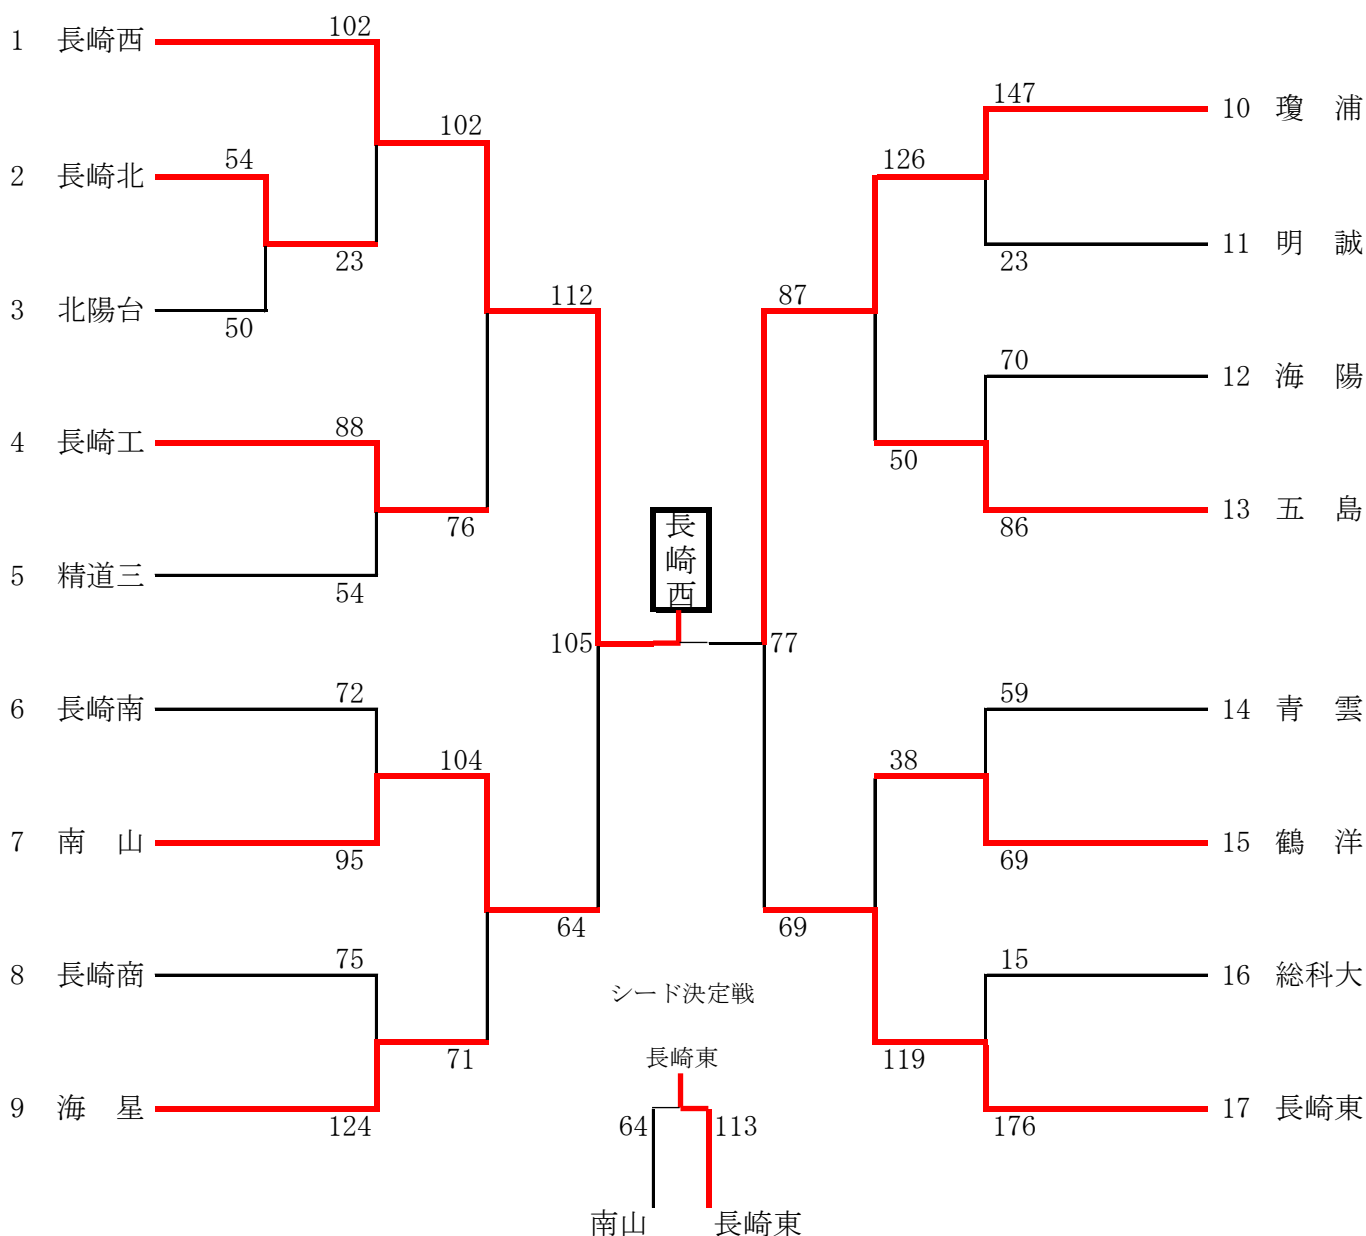 102
1 長崎西
147
10 瓊 浦
102
54
126
2 長崎北
11 明 誠
23
23
112
87
3 北陽台
50
70
12 海 陽
88
4 長崎工
50
13 五 島
76
86
長崎西
5 精道三
54
105
77
72
59
6 長崎南
14 青 雲
104
38
7 南 山
15 鶴 洋
95
69
64
69
75
15
8 長崎商
16 総科大
シード決定戦
71
長崎東
119
9 海 星
17 長崎東
124
64
113
176
南山
長崎東